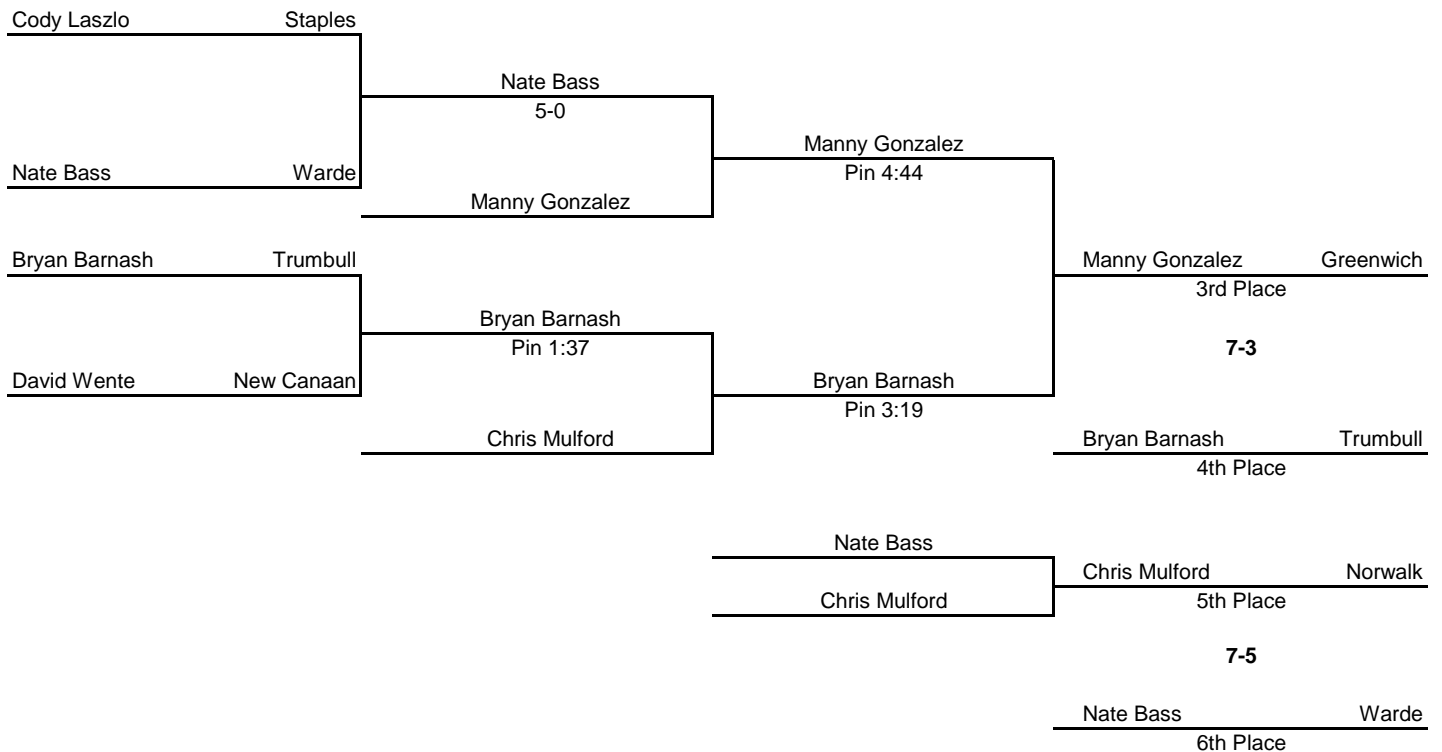 Cody Laszlo Staples
Nate Bass
5-0
Manny Gonzalez
Nate Bass Warde
Pin 4:44
Manny Gonzalez
Bryan Barnash Trumbull
Manny Gonzalez Greenwich
3rd Place
Bryan Barnash
Pin 1:37
7-3
David Wente New Canaan
Bryan Barnash
Pin 3:19
Chris Mulford
Bryan Barnash Trumbull
4th Place
Nate Bass
Chris Mulford Norwalk
Chris Mulford
5th Place
7-5
Nate Bass Warde
6th Place